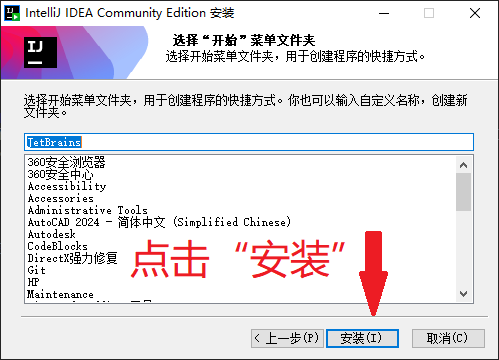 IntelliJ IDEA Community Edition 安装
IJ
选择“开始”菜单文件夹
选择开始菜单文件夹，用于创建程序的快捷方式。
选择开始菜单文件夹，用于创建程序的快捷方式。你也可以输入自定义名称，创建新
文件夹。
JetBrains
360安全浏览器
360安全中心
Accessibility
Accessories
Administrative Tools
AutoCAD 2024 - 简体中文 (Simplified Chinese)
Autodesk
CodeBlocks
DirectX强力修复
Git
HP
Maintenance
点击“安装”
< 上一步(P)
安装(I)
取消(C)